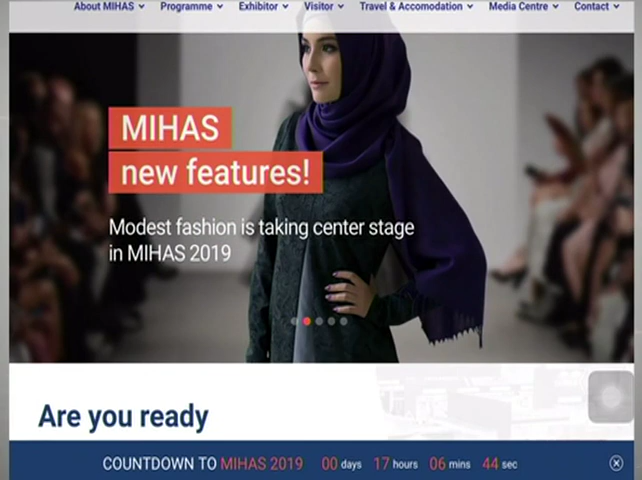 About MIHAS Programme Exhibitor Visitor Travel & Accomodation Media Centre Contact
MIHAS
new features!
Modest fashion is taking center stage
in MIHAS 2019
Are you ready
COUNTDOWN TO MIHAS 2019 00 days 17 hours 06 mins 44 sec